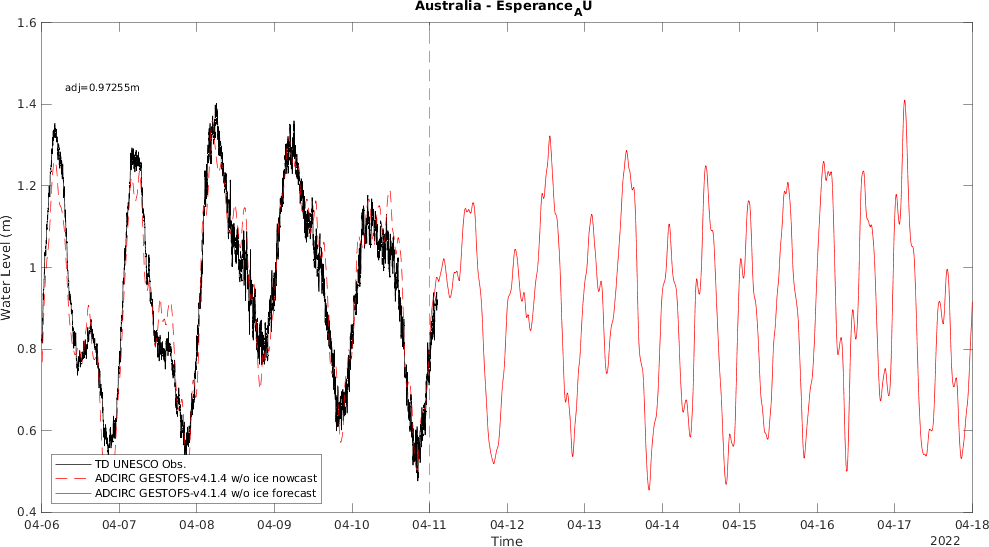 Australia - Esperance_AU
adj=0.97255m
Water Level (m)
1.6
1.4
1.2
1
0.8
0.6
0.4
TD UNESCO Obs.
ADCIRC GESTOFS-v4.1.4 w/o ice nowcast
ADCIRC GESTOFS-v4.1.4 w/o ice forecast
04-06 04-07 04-08 04-09 04-10 04-11 04-12 04-13 04-14 04-15 04-16 04-17 04-18
Time
2022